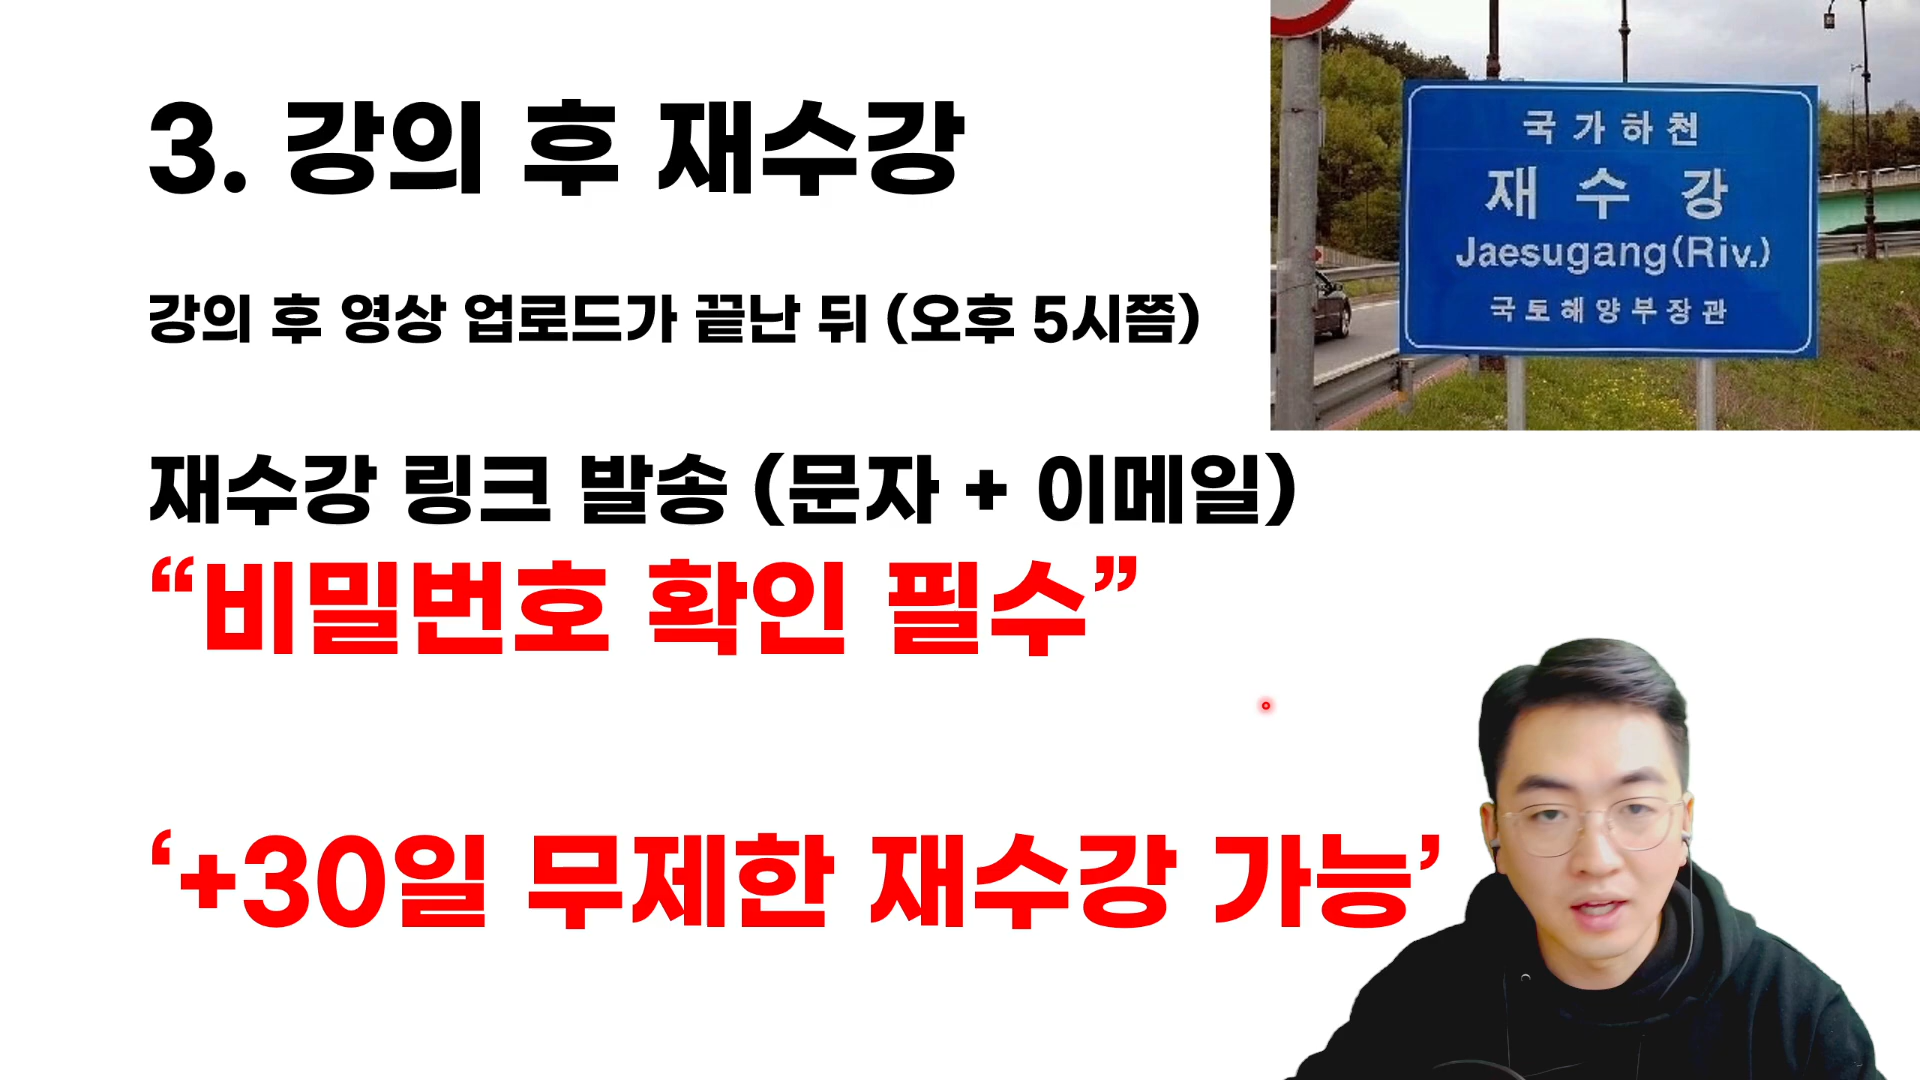 3. 강의 후 재수강
강의 후 영상 업로드가 끝난 뒤 (오후 5시쯤)
재수강 링크 발송 (문자 + 이메일)
“비밀번호 확인 필수”
‘+30일 무제한 재수강 가능’
국가하천
재수강
Jaesugang(Riv.)
국토해양부장관